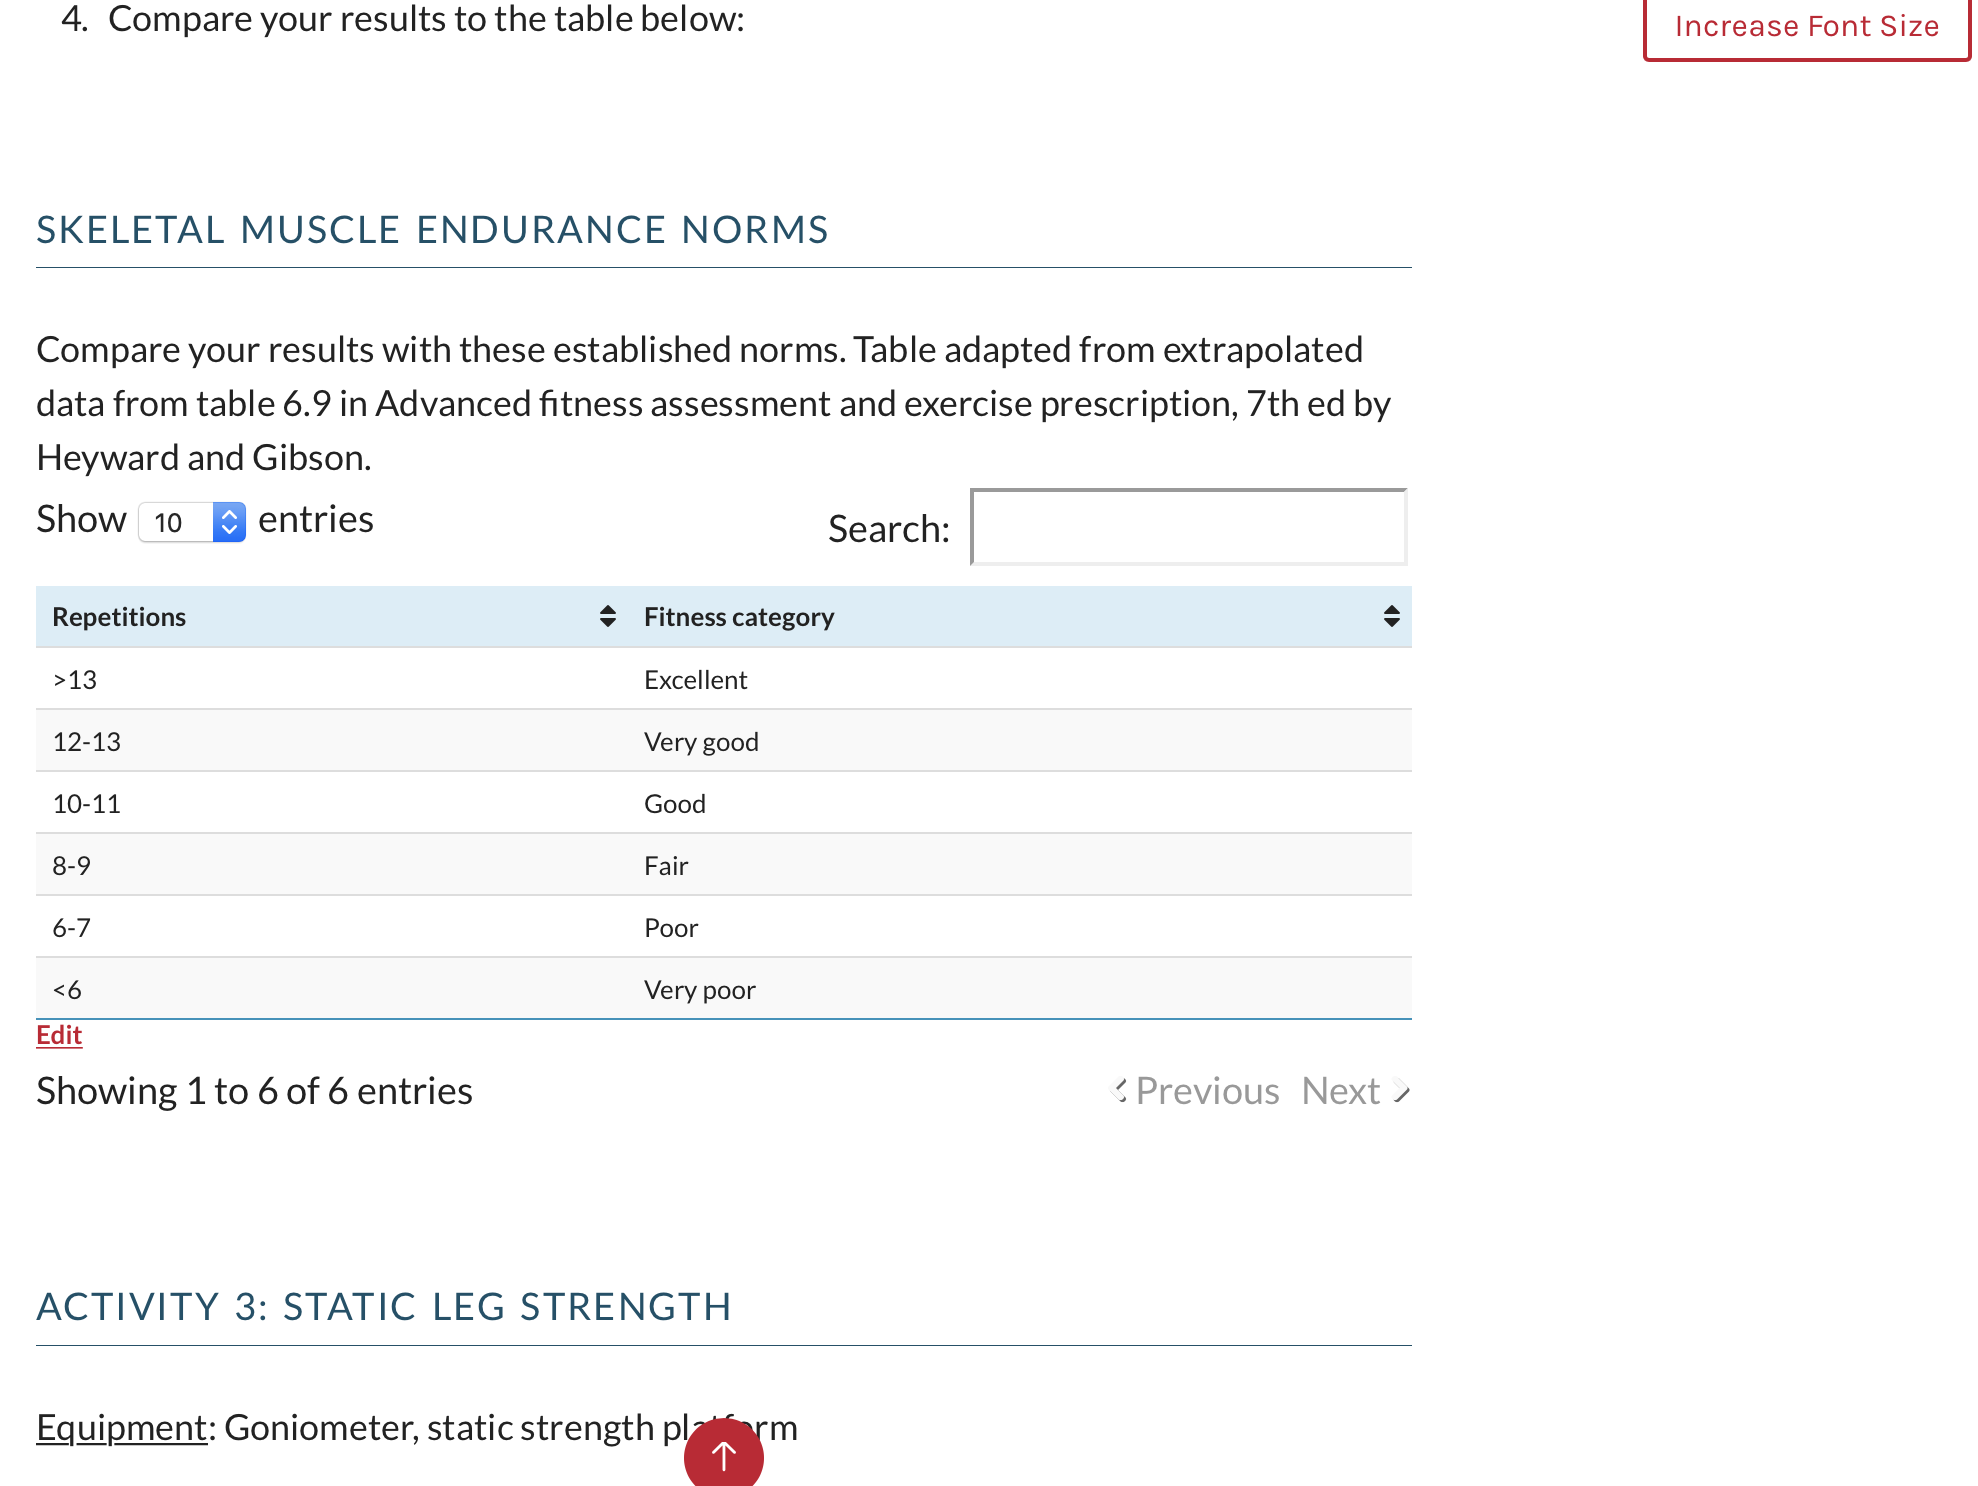 4. Compare your results to the table below:
Increase Font Size
SKELETAL MUSCLE ENDURANCE NORMS
Compare your results with these established norms. Table adapted from extrapolated
data from table 6.9 in Advanced fitness assessment and exercise prescription, 7th ed by
Heyward and Gibson.
Show 10 entries
Search:
Repetitions Fitness category
>13 Excellent
12-13 Very good
10-11 Good
8-9 Fair
6-7 Poor
<6 Very poor
Edit
Showing 1 to 6 of 6 entries
Previous Next
ACTIVITY 3: STATIC LEG STRENGTH
Equipment: Goniometer, static strength platform